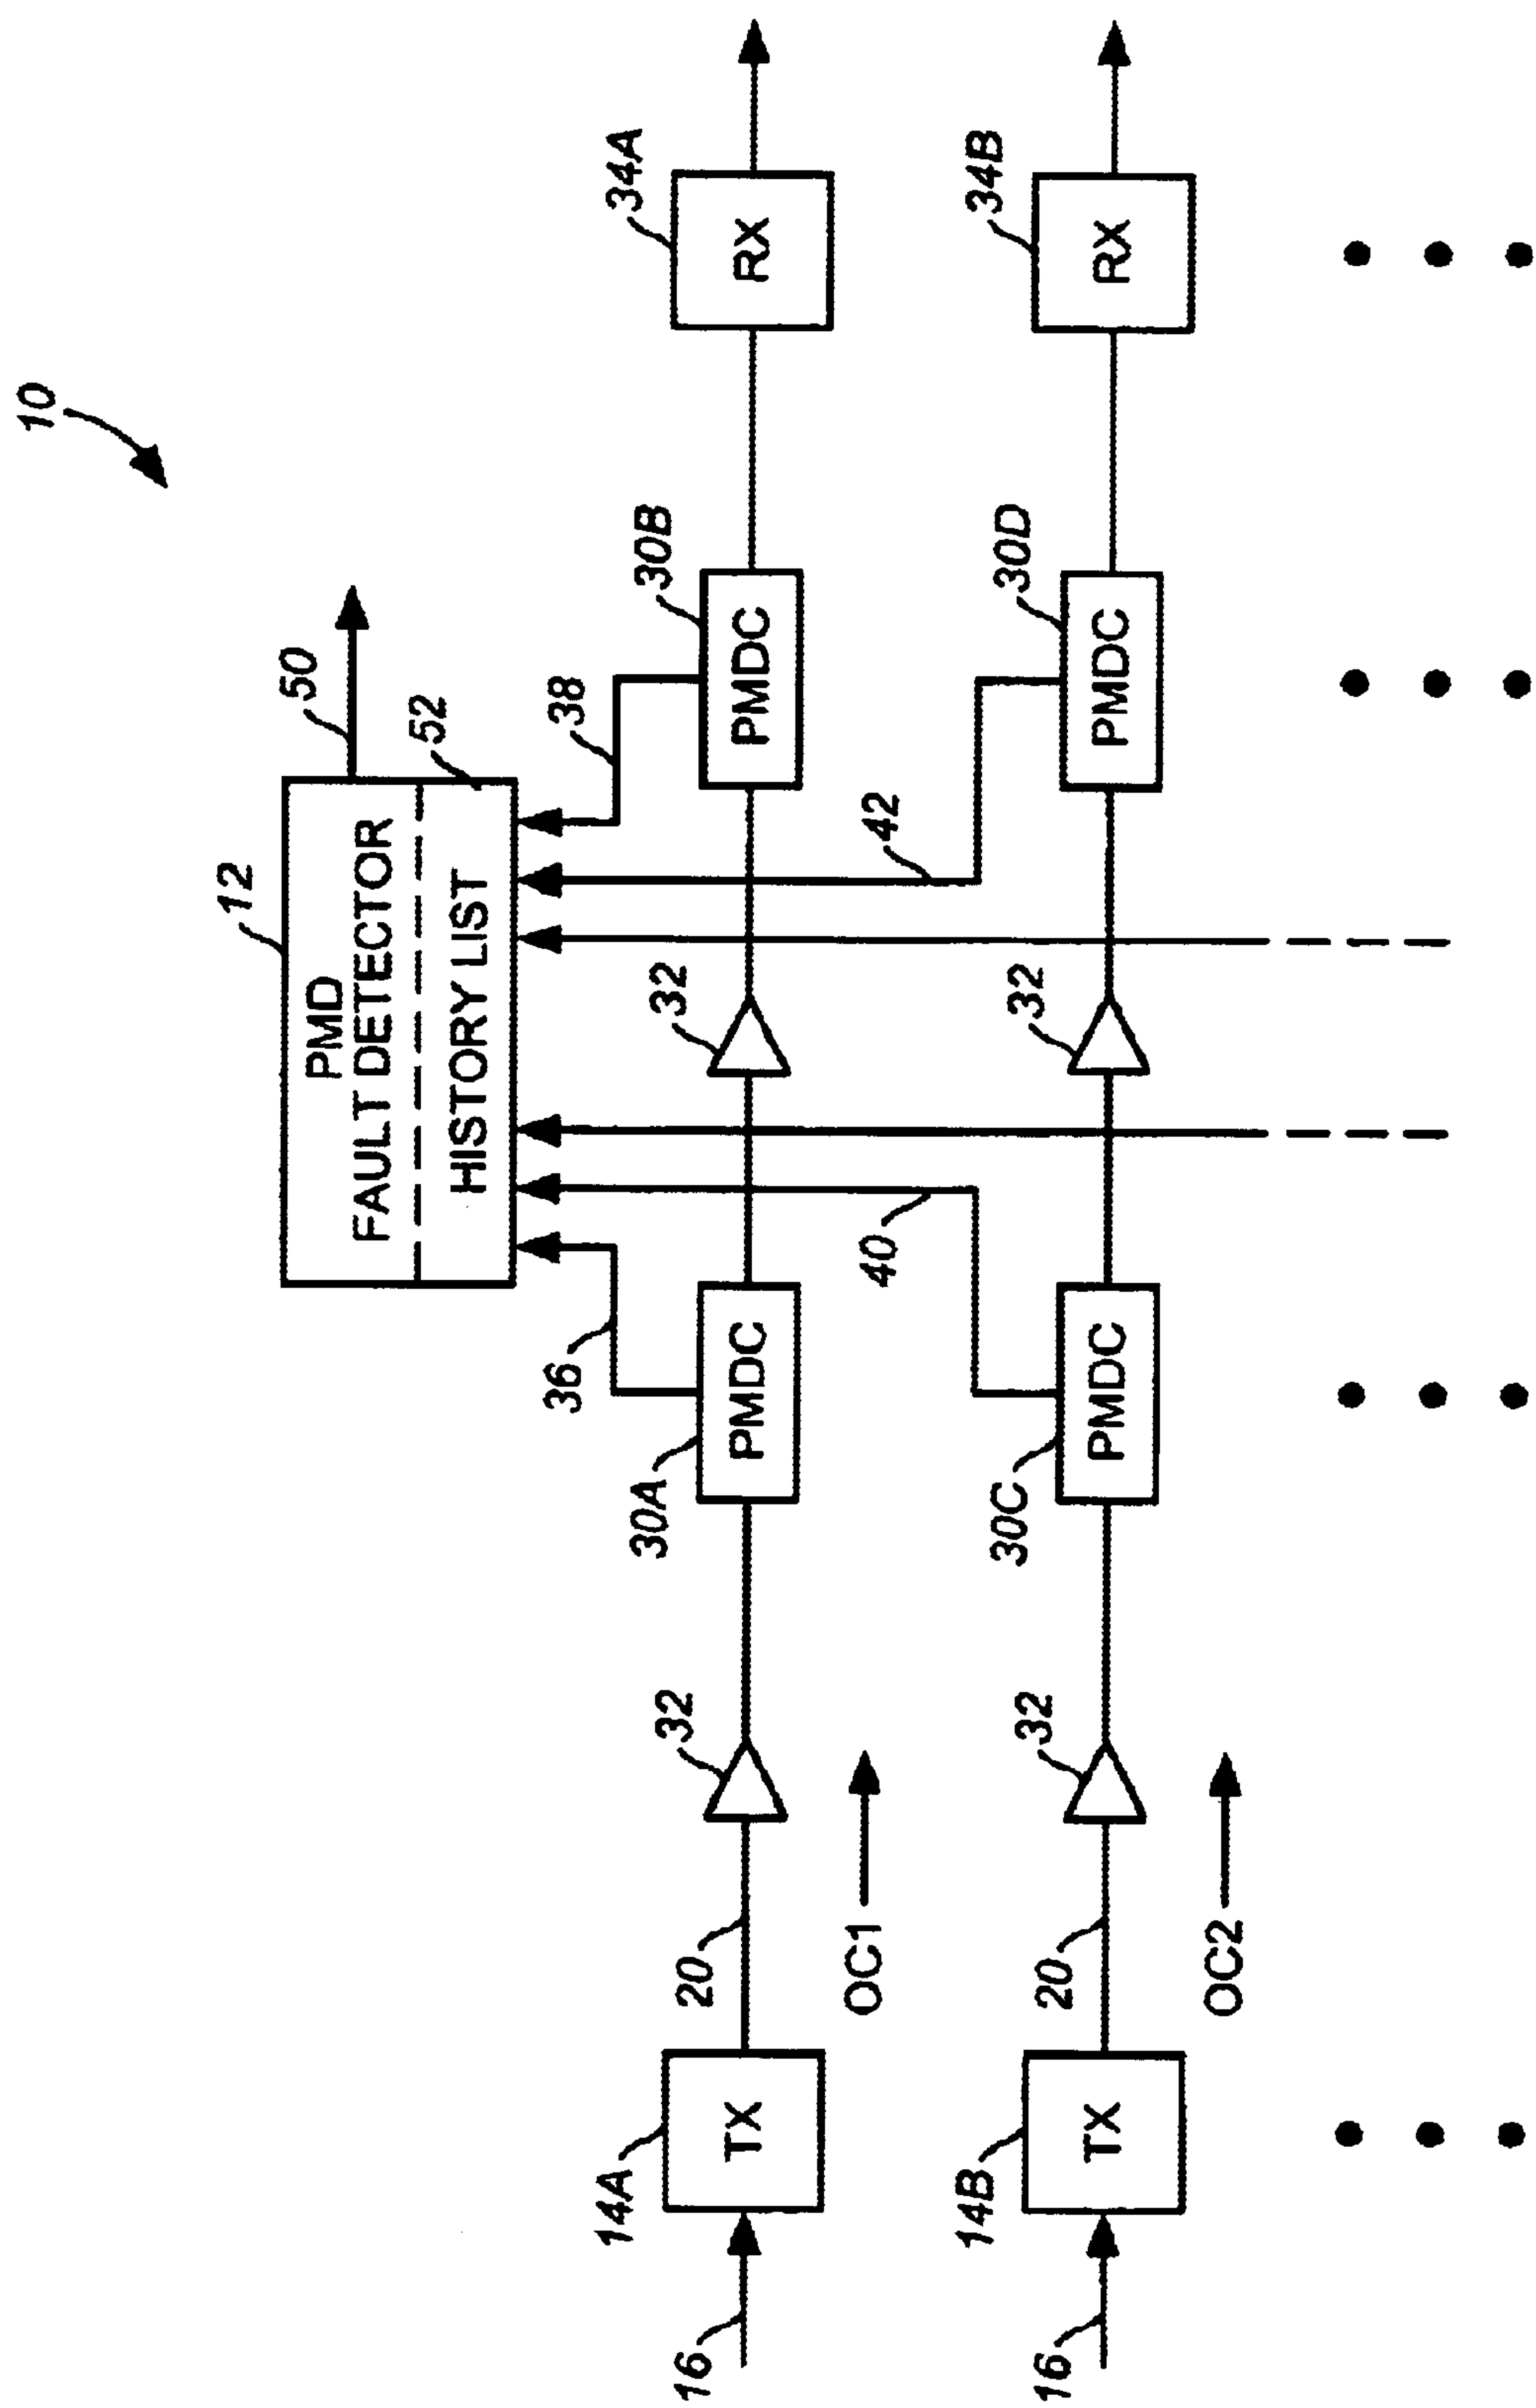 10
12
PMD
FAULT DETECTOR
HISTORY LIST
50
52
36
38
40
42
16
14A
TX
20
32
30A
PMDC
32
30B
PMDC
34A
RX
OC1
16
14B
TX
20
32
30C
PMDC
32
30D
PMDC
34B
RX
OC2